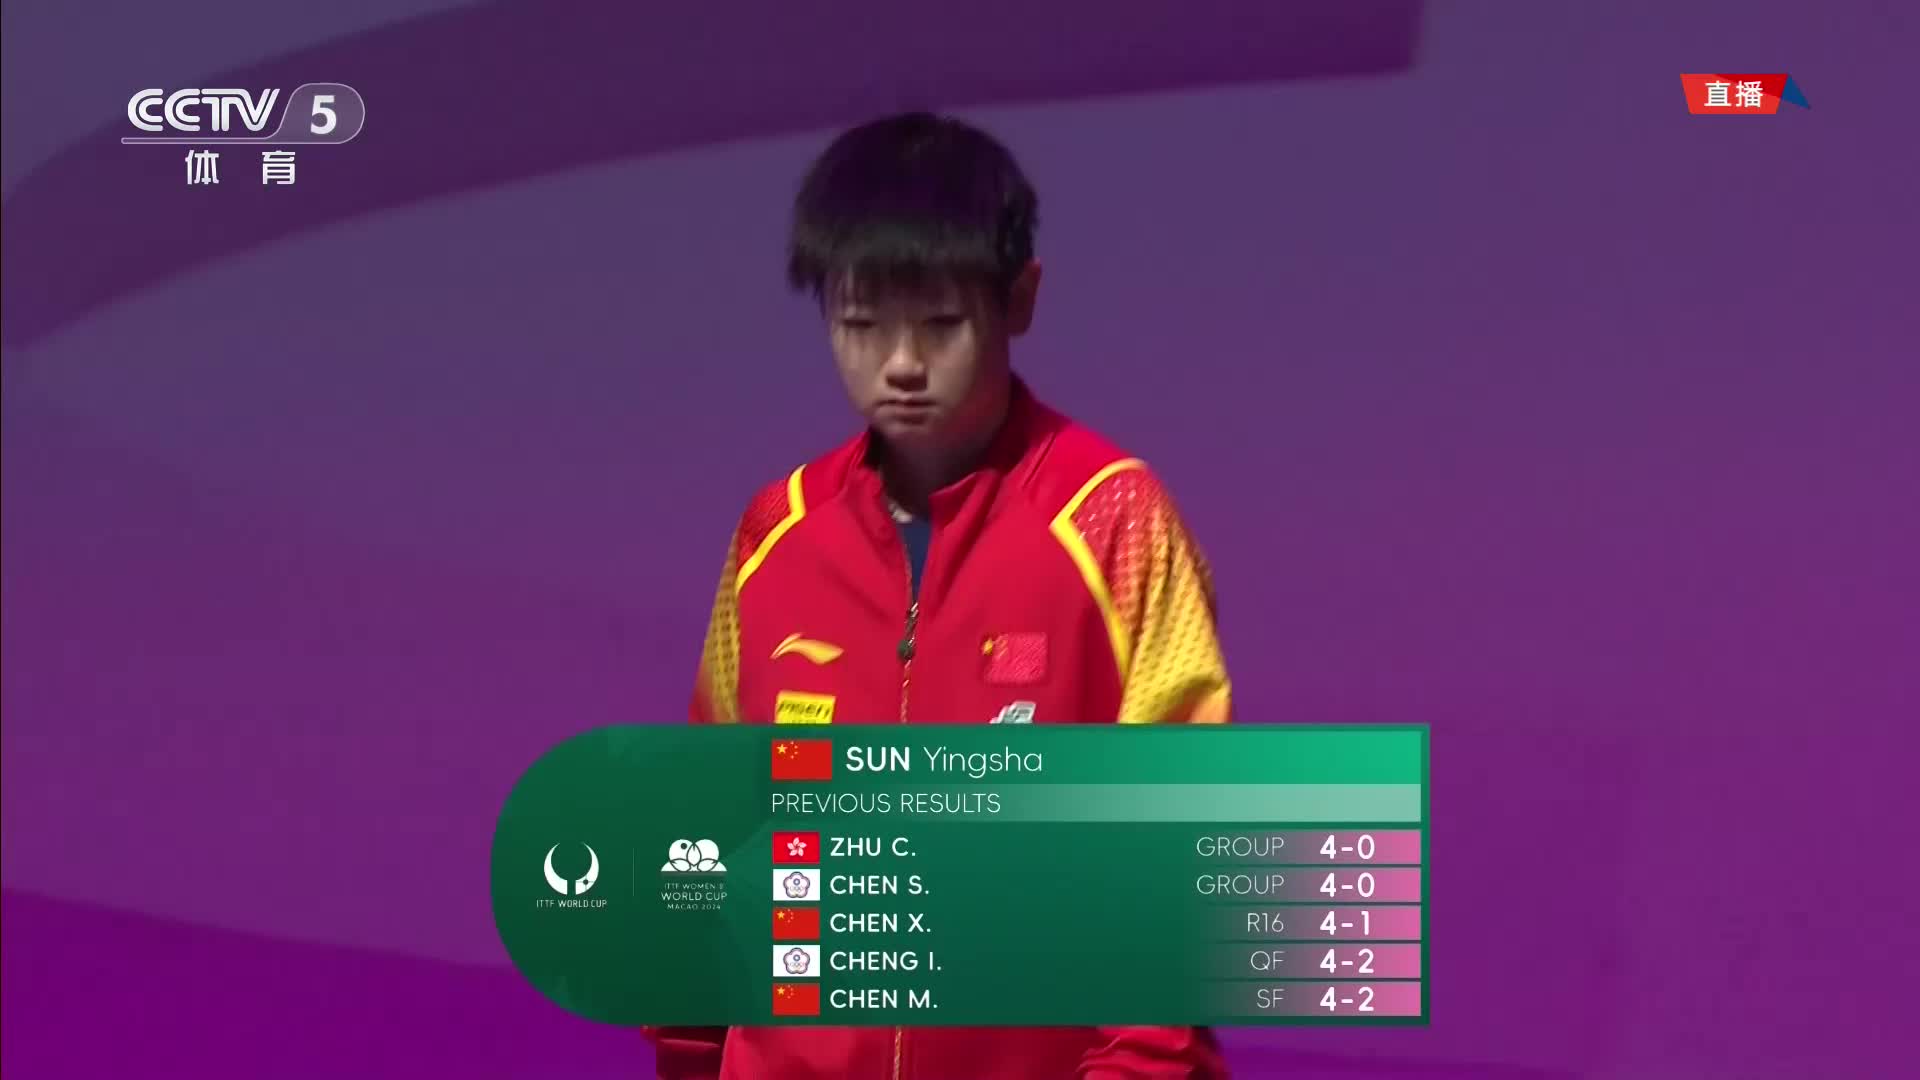 CCTV 5
体 育
直播
SUN Yingsha
PREVIOUS RESULTS
ZHU C. GROUP 4-0
CHEN S. GROUP 4-0
CHEN X. R16 4-1
CHENG I. QF 4-2
CHEN M. SF 4-2
ITTF WORLD CUP
ITTF WOMEN'S
WORLD CUP
MACAO 2024